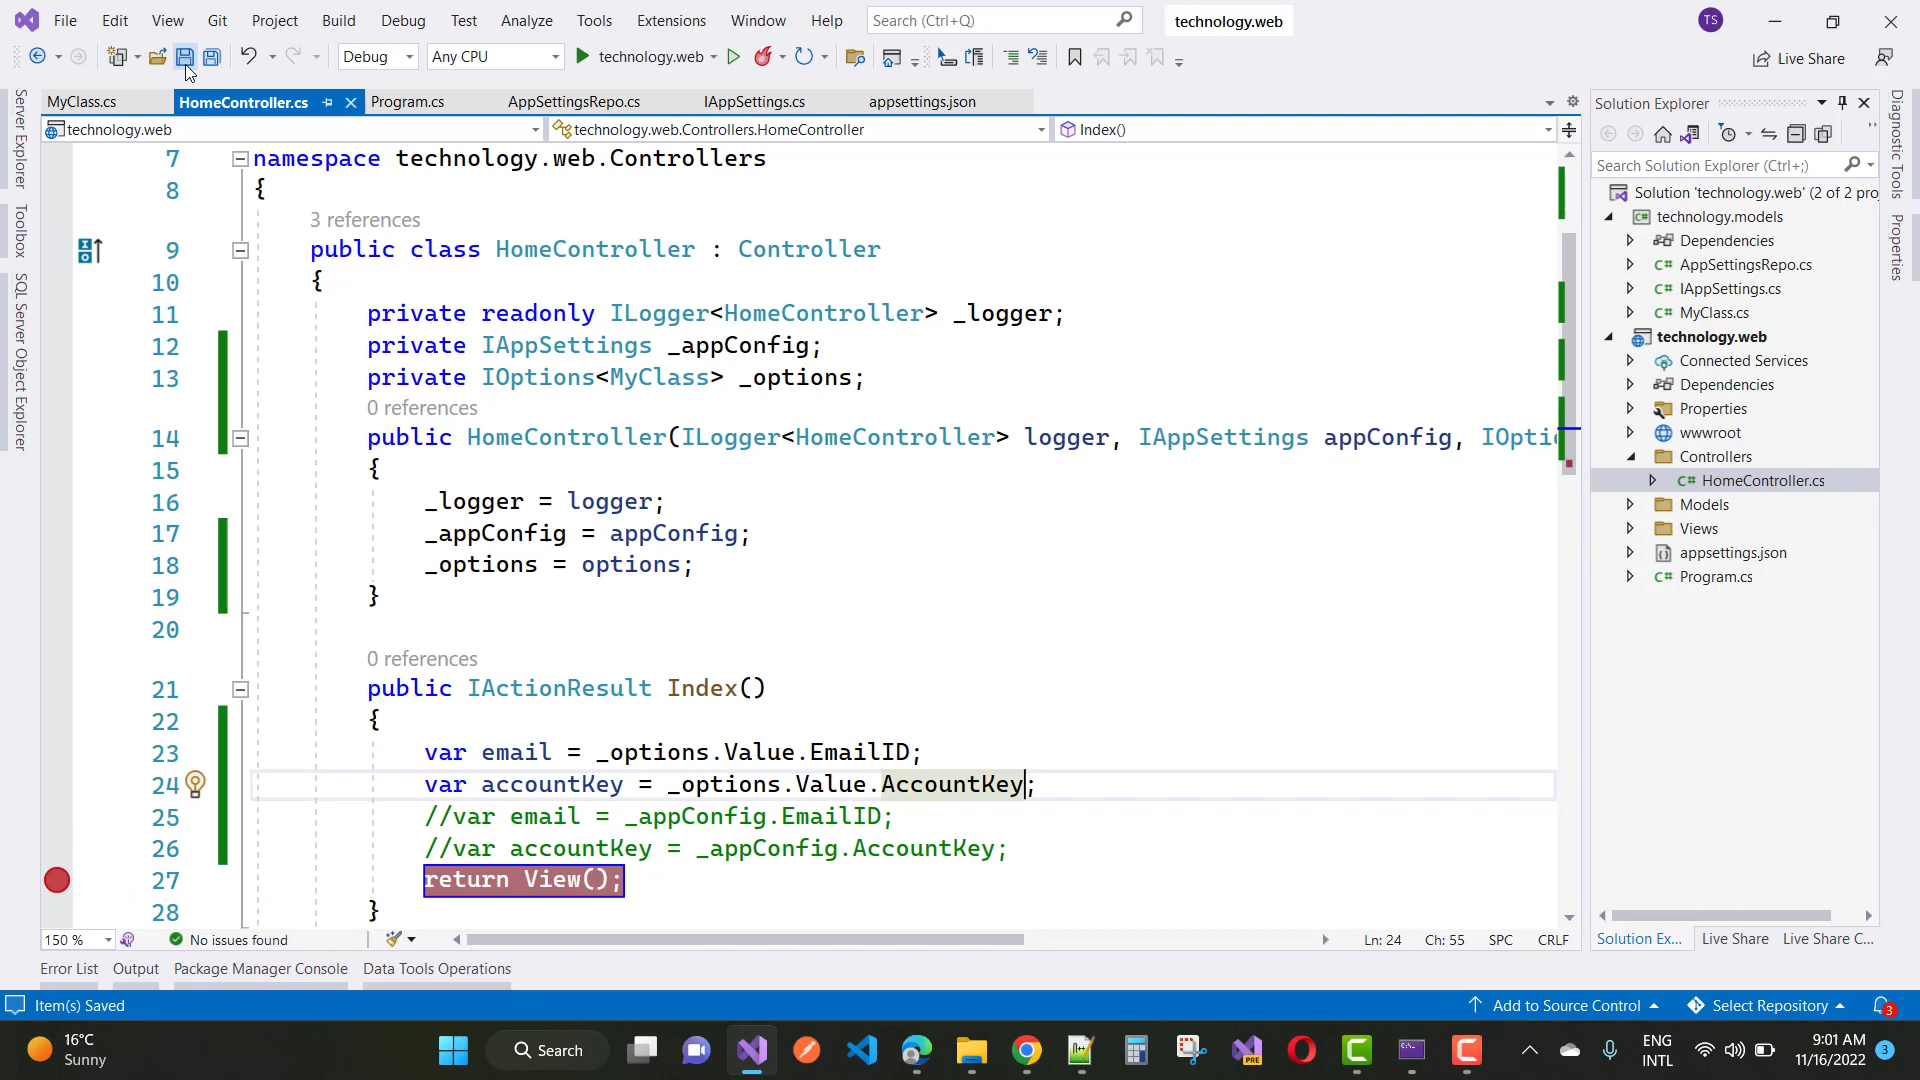 File Edit View Git Project Build Debug Test Analyze Tools Extensions Window Help Search (Ctrl+Q) technology.web TS
Debug Any CPU technology.web Live Share
MyClass.cs HomeController.cs Program.cs AppSettingsRepo.cs IAppSettings.cs appsettings.json
technology.web technology.web.Controllers.HomeController Index()
7 namespace technology.web.Controllers
8 {
3 references
9 public class HomeController : Controller
10 {
11 private readonly ILogger<HomeController> _logger;
12 private IAppSettings _appConfig;
13 private IOptions<MyClass> _options;
0 references
14 public HomeController(ILogger<HomeController> logger, IAppSettings appConfig, IOpti
15 {
16 _logger = logger;
17 _appConfig = appConfig;
18 _options = options;
19 }
20
0 references
21 public IActionResult Index()
22 {
23 var email = _options.Value.EmailID;
24 var accountKey = _options.Value.AccountKey;
25 //var email = _appConfig.EmailID;
26 //var accountKey = _appConfig.AccountKey;
27 return View();
28 }
150 % No issues found Ln: 24 Ch: 55 SPC CRLF
Error List Output Package Manager Console Data Tools Operations
Item(s) Saved Add to Source Control Select Repository 3
Server Explorer
Toolbox
SQL Server Object Explorer
Solution Explorer
Search Solution Explorer (Ctrl+;)
Solution 'technology.web' (2 of 2 proj
technology.models
Dependencies
C# AppSettingsRepo.cs
C# IAppSettings.cs
C# MyClass.cs
technology.web
Connected Services
Dependencies
Properties
wwwroot
Controllers
C# HomeController.cs
Models
Views
appsettings.json
C# Program.cs
Solution Ex... Live Share Live Share C...
Diagnostic Tools
Properties
16°C
Sunny
Search
PRE
ENG
INTL
9:01 AM
11/16/2022
3